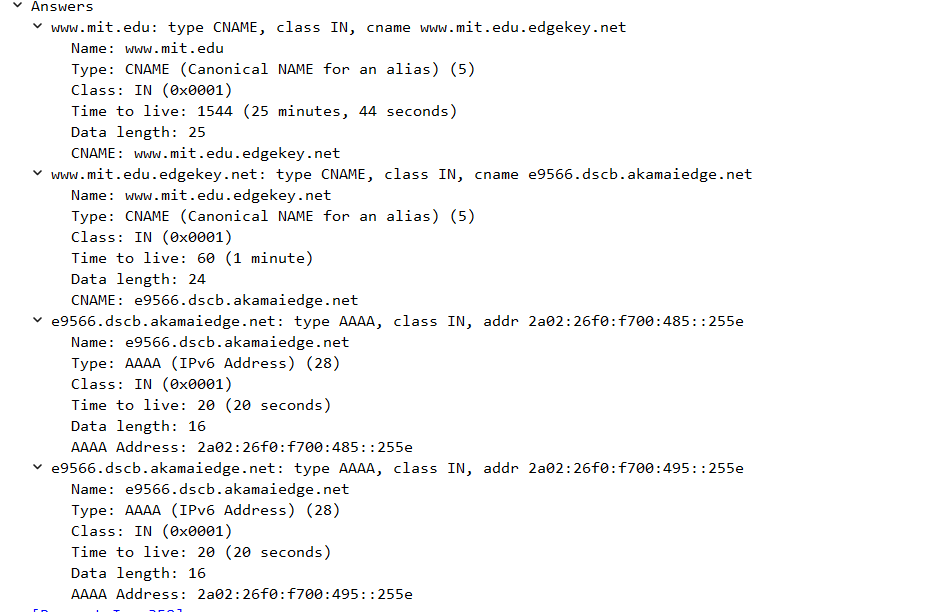 Answers
www.mit.edu: type CNAME, class IN, cname www.mit.edu.edgekey.net
Name: www.mit.edu
Type: CNAME (Canonical NAME for an alias) (5)
Class: IN (0x0001)
Time to live: 1544 (25 minutes, 44 seconds)
Data length: 25
CNAME: www.mit.edu.edgekey.net
www.mit.edu.edgekey.net: type CNAME, class IN, cname e9566.dscb.akamaiedge.net
Name: www.mit.edu.edgekey.net
Type: CNAME (Canonical NAME for an alias) (5)
Class: IN (0x0001)
Time to live: 60 (1 minute)
Data length: 24
CNAME: e9566.dscb.akamaiedge.net
e9566.dscb.akamaiedge.net: type AAAA, class IN, addr 2a02:26f0:f700:485::255e
Name: e9566.dscb.akamaiedge.net
Type: AAAA (IPv6 Address) (28)
Class: IN (0x0001)
Time to live: 20 (20 seconds)
Data length: 16
AAAA Address: 2a02:26f0:f700:485::255e
e9566.dscb.akamaiedge.net: type AAAA, class IN, addr 2a02:26f0:f700:495::255e
Name: e9566.dscb.akamaiedge.net
Type: AAAA (IPv6 Address) (28)
Class: IN (0x0001)
Time to live: 20 (20 seconds)
Data length: 16
AAAA Address: 2a02:26f0:f700:495::255e